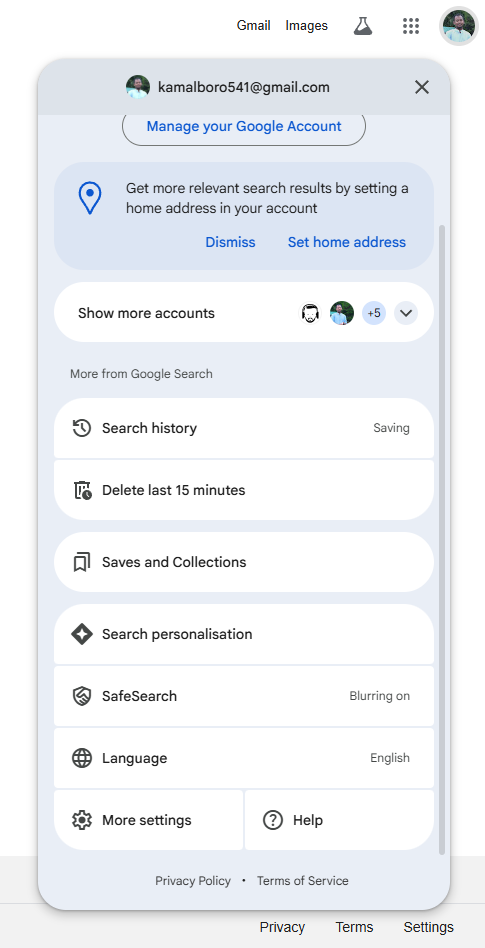 Gmail Images
kamalboro541@gmail.com
Manage your Google Account
Get more relevant search results by setting a
home address in your account
Dismiss Set home address
Show more accounts +5
More from Google Search
Search history Saving
Delete last 15 minutes
Saves and Collections
Search personalisation
SafeSearch Blurring on
Language English
More settings Help
Privacy Policy • Terms of Service
Privacy Terms Settings